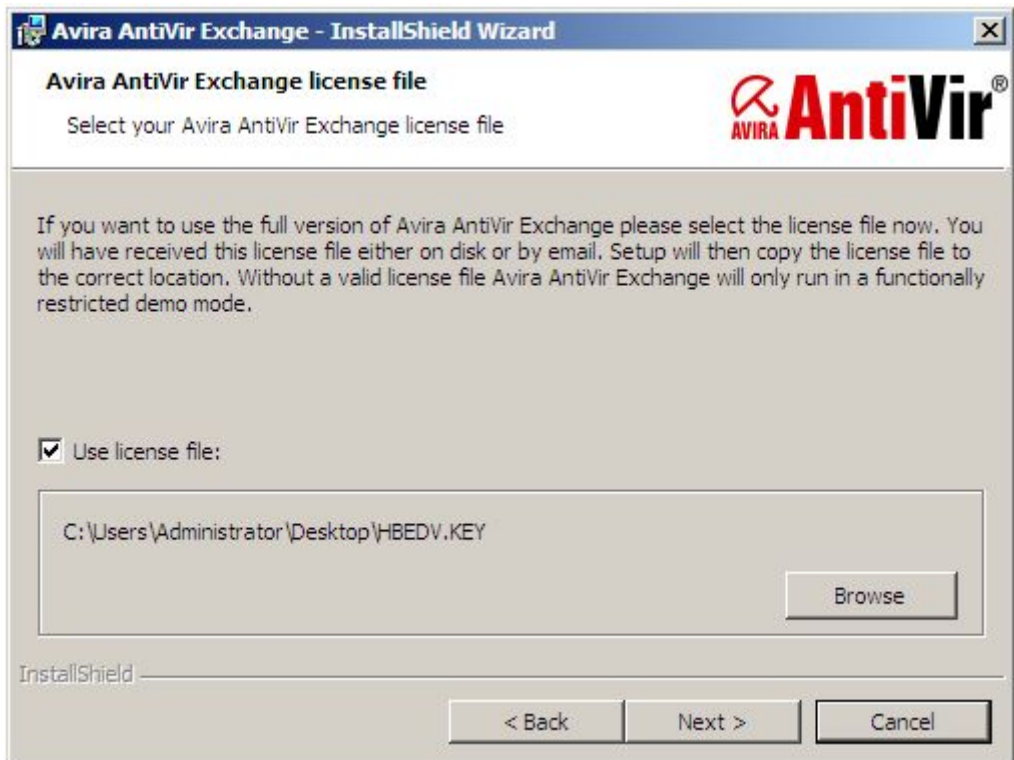 Avira AntiVir Exchange - InstallShield Wizard
Avira AntiVir Exchange license file
Select your Avira AntiVir Exchange license file
AVIRA AntiVir®
If you want to use the full version of Avira AntiVir Exchange please select the license file now. You
will have received this license file either on disk or by email. Setup will then copy the license file to
the correct location. Without a valid license file Avira AntiVir Exchange will only run in a functionally
restricted demo mode.
Use license file:
C:\Users\Administrator\Desktop\HBEDV.KEY
Browse
InstallShield
< Back Next > Cancel